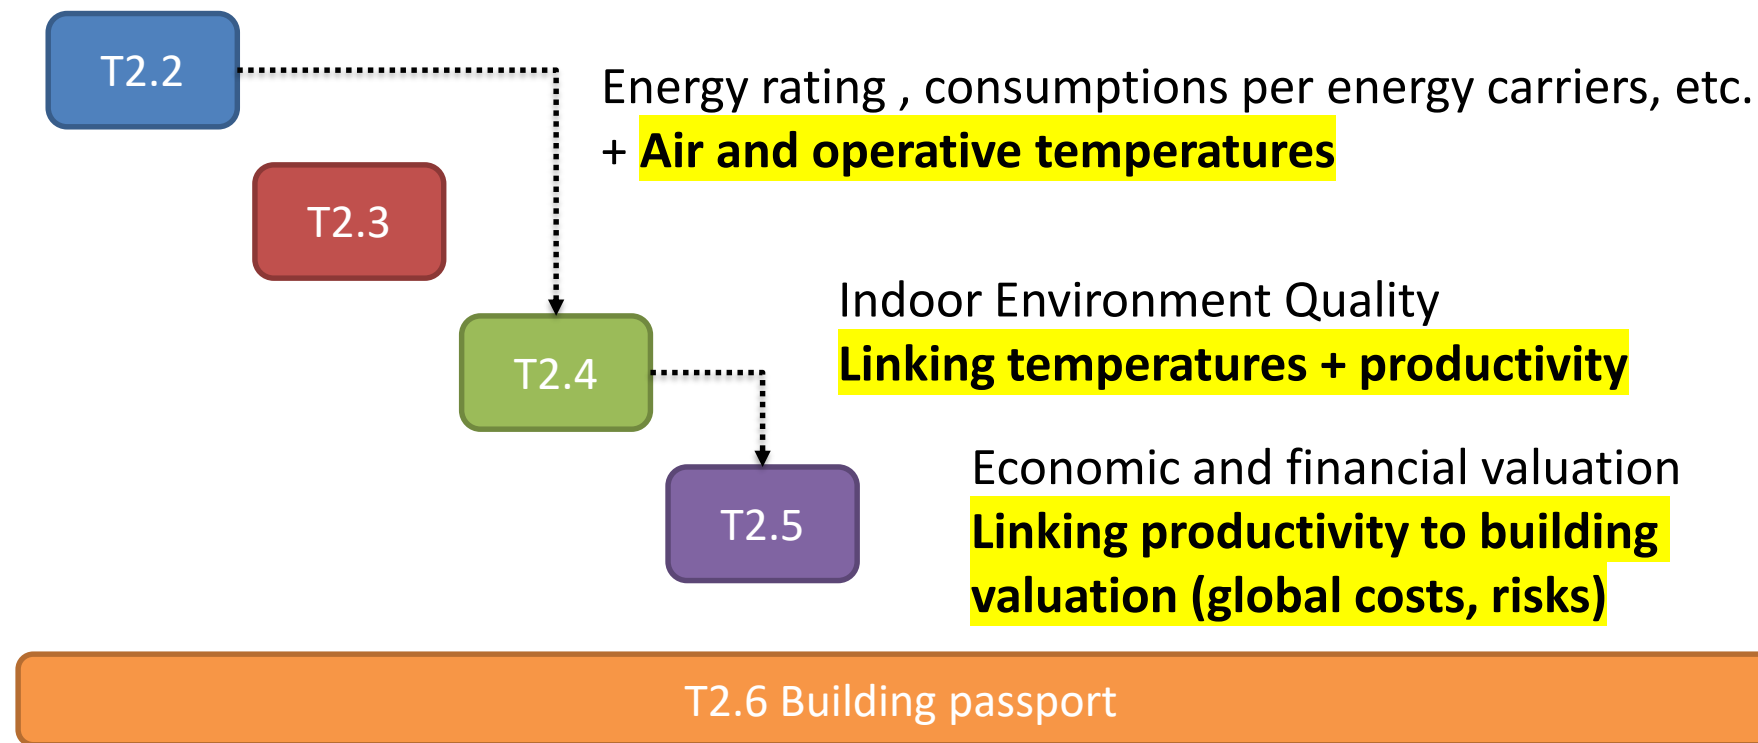 T2.2
Energy rating , consumptions per energy carriers, etc.
+ Air and operative temperatures
T2.3
Indoor Environment Quality
Linking temperatures + productivity
T2.4
Economic and financial valuation
Linking productivity to building
valuation (global costs, risks)
T2.5
T2.6 Building passport